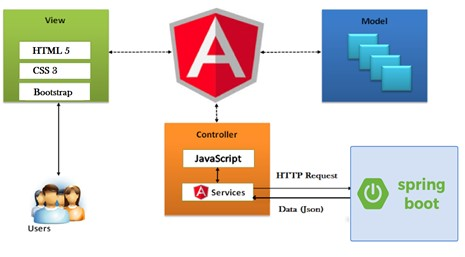 View
HTML 5
CSS 3
Bootstrap
Users
A
Controller
JavaScript
A Services
Model
HTTP Request
Data (Json)
spring
boot